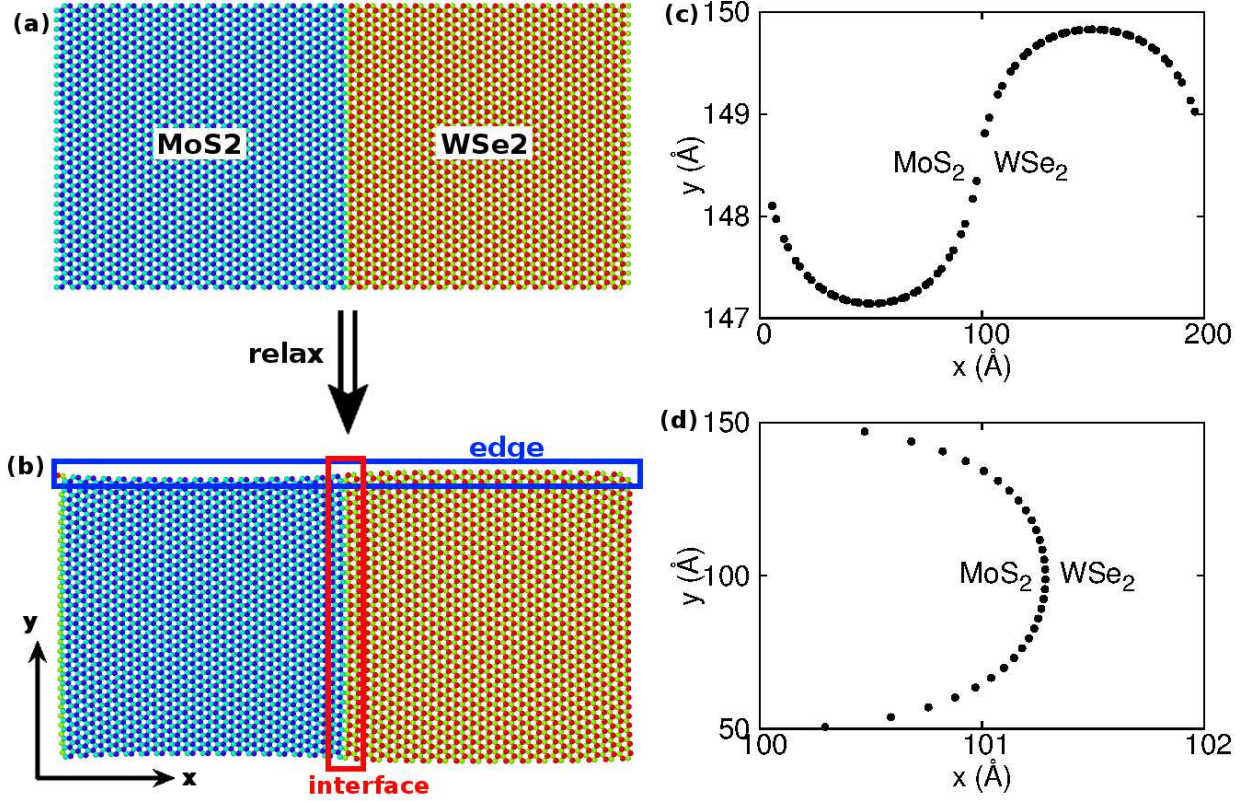 (a)
MoS2
WSe2
relax
(b)
edge
y
x
interface
(c)
150
149
148
147
y (Å)
MoS₂
WSe₂
0
100
200
x (Å)
(d)
150
100
50
y (Å)
MoS₂
WSe₂
100
101
102
x (Å)